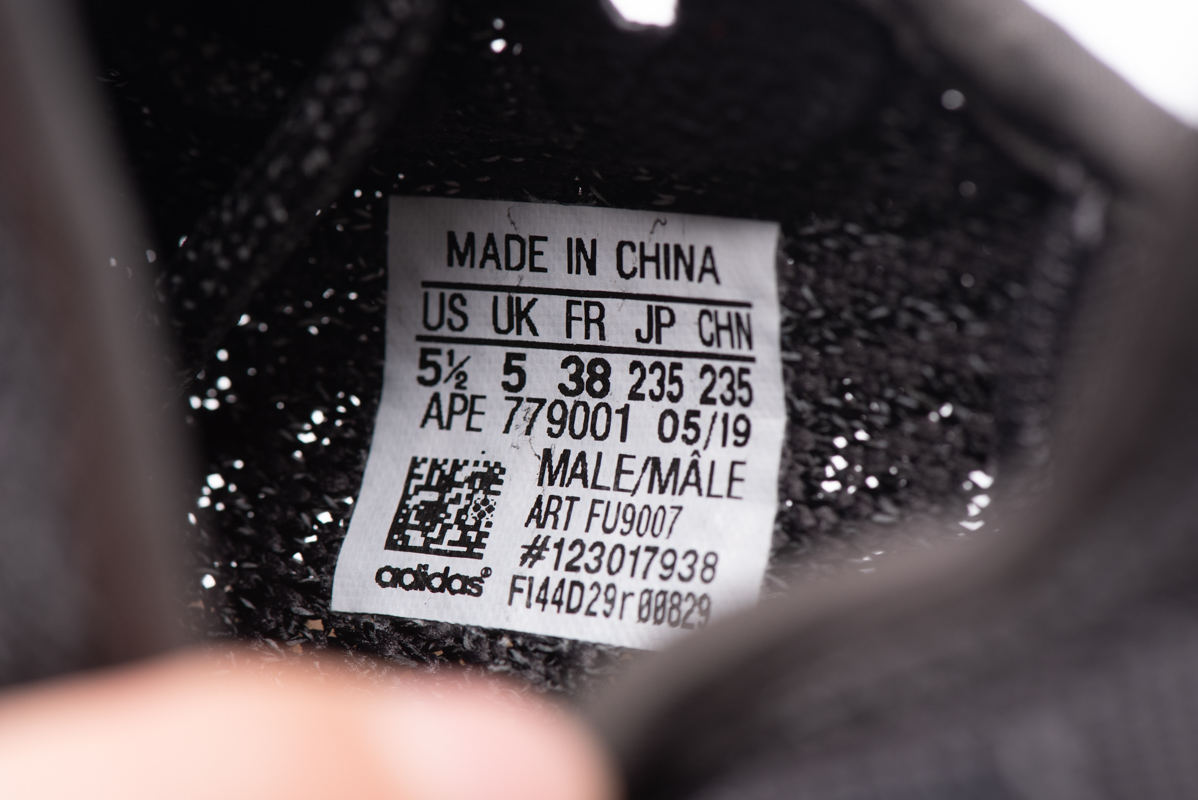 MADE IN CHINA
US UK FR JP CHN
5½ 5 38 235 235
APE 779001 05/19
MALE/MÂLE
ART FU9007
#123017938
adidas®
F144D29r00829